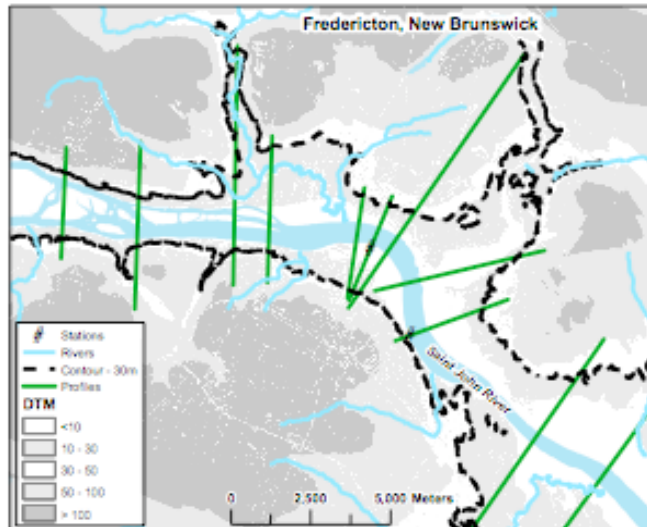 Fredericton, New Brunswick
Saint John River
Stations
Rivers
Contour - 30m
Profiles
DTM
<10
10 - 30
30 - 50
50 - 100
> 100
0 2,500 5,000 Meters